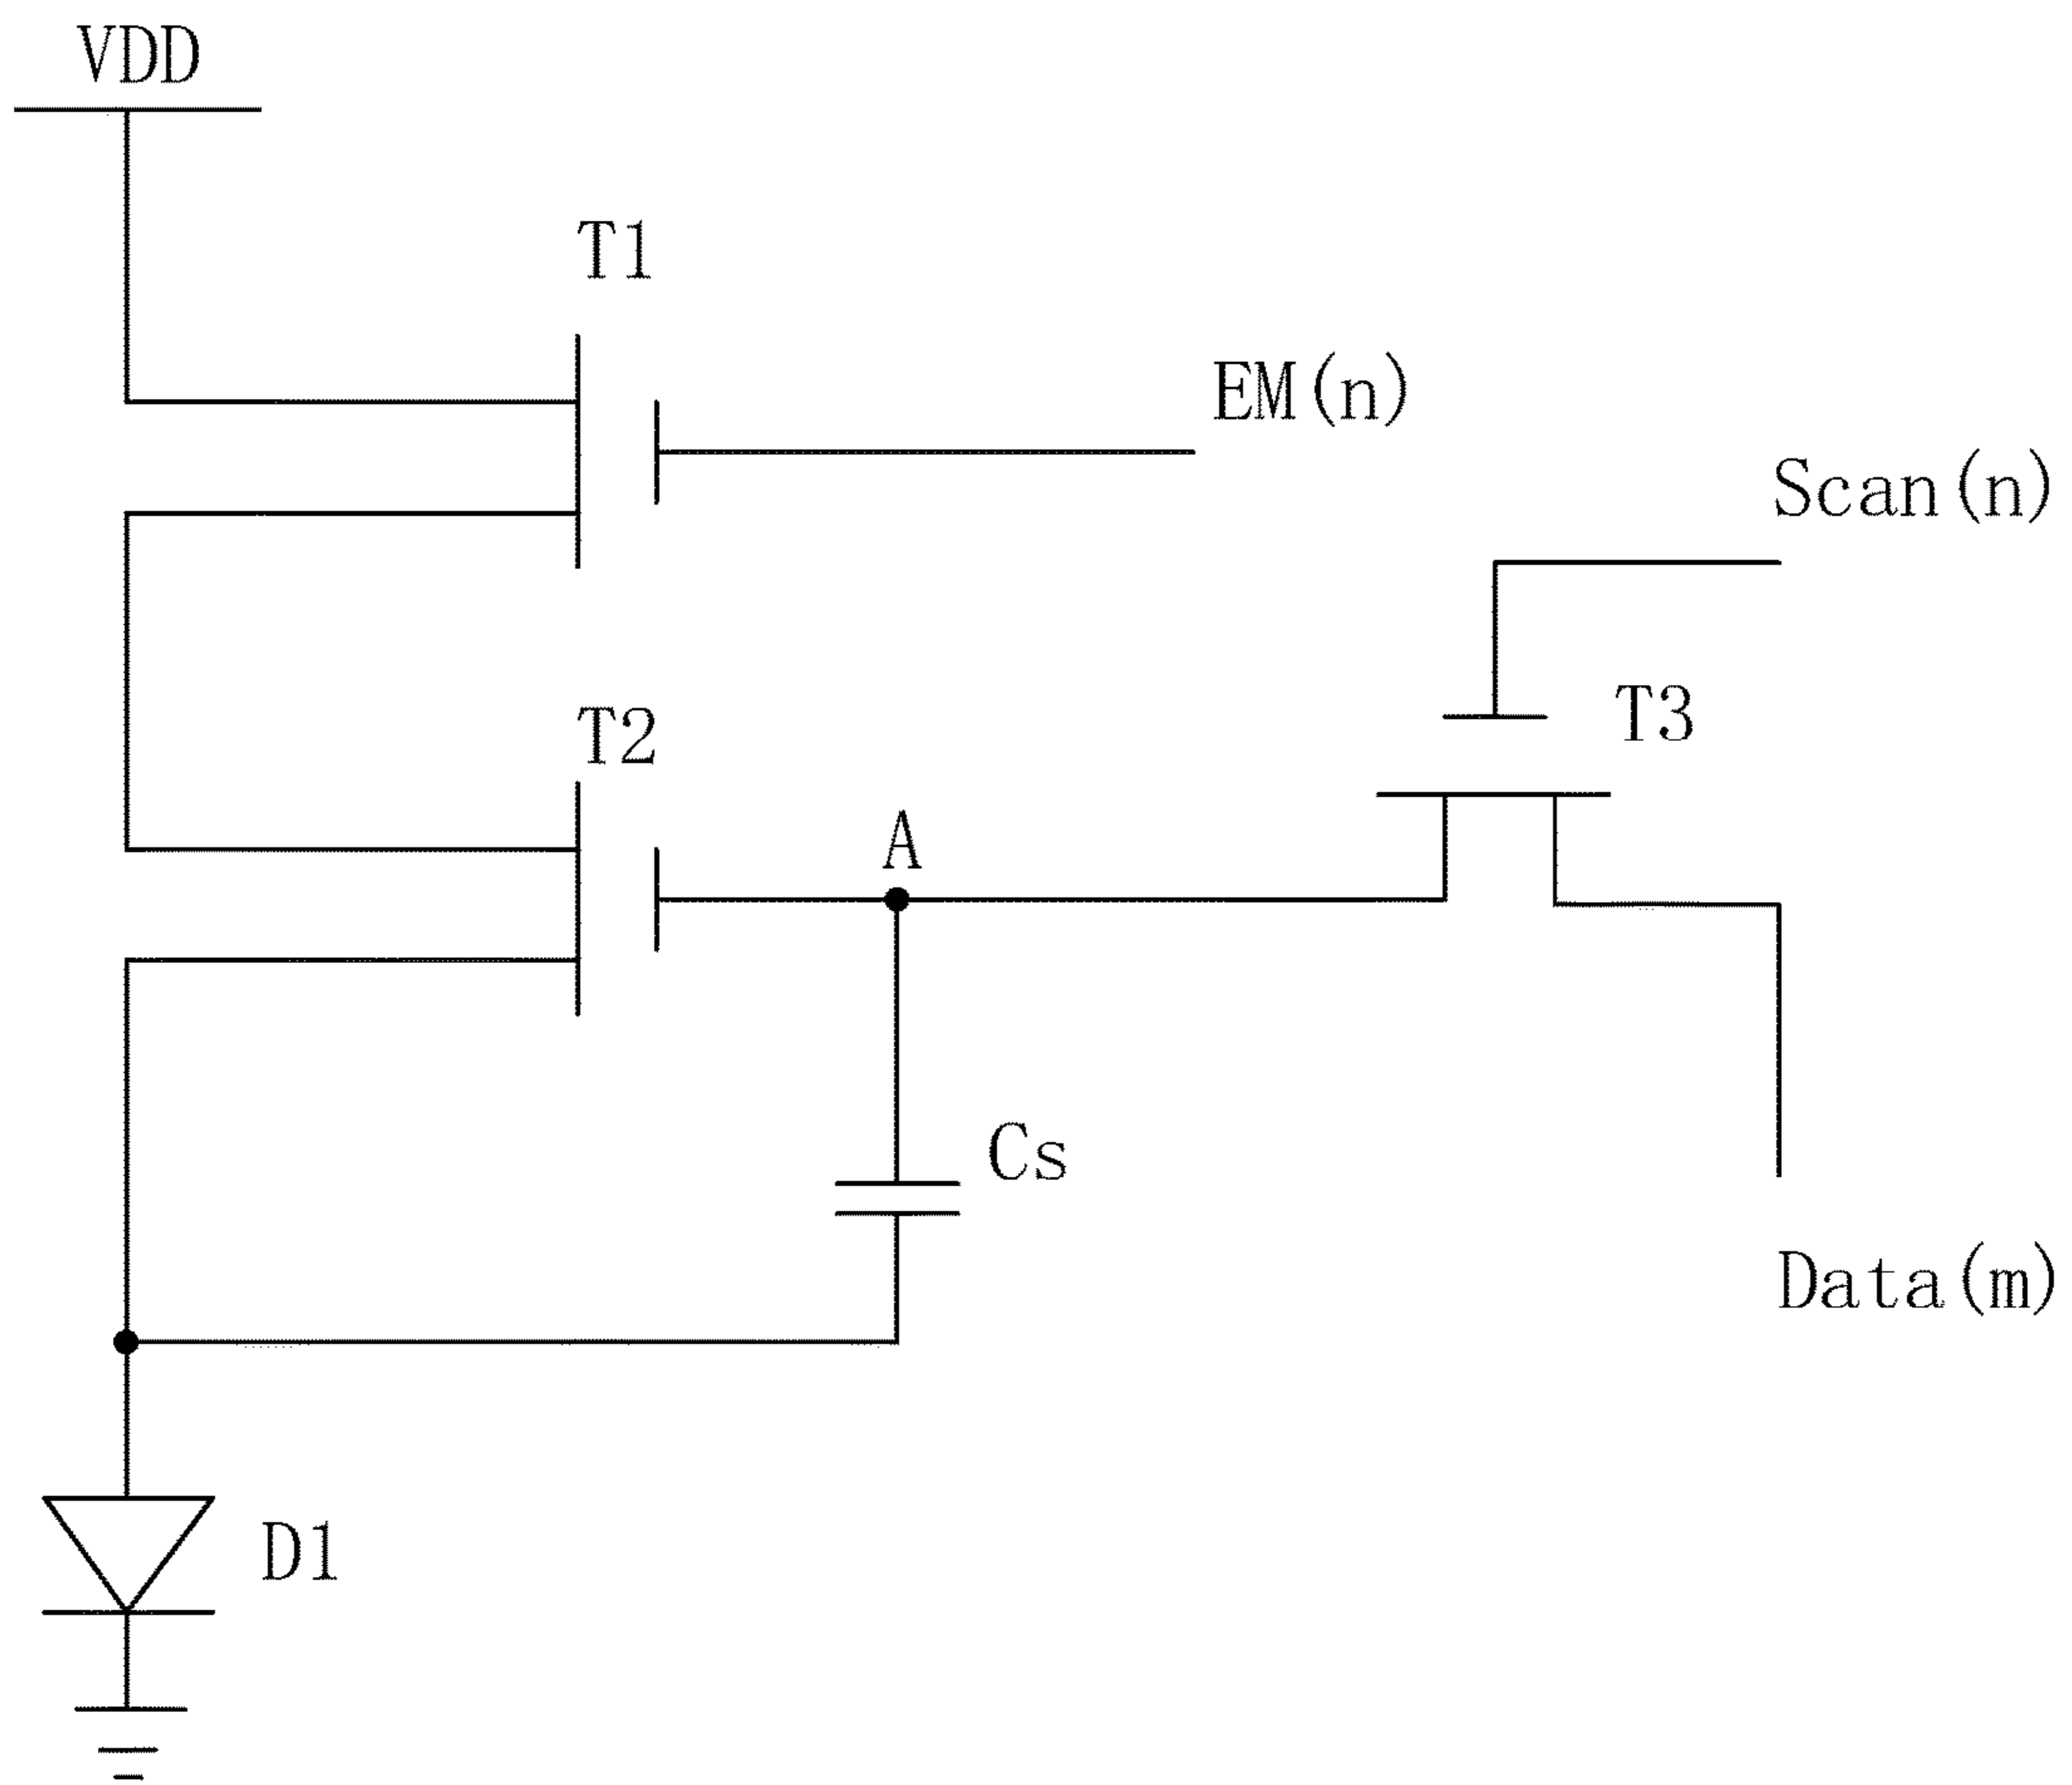 VDD
T1
EM(n)
Scan(n)
T3
T2
A
Cs
Data(m)
D1